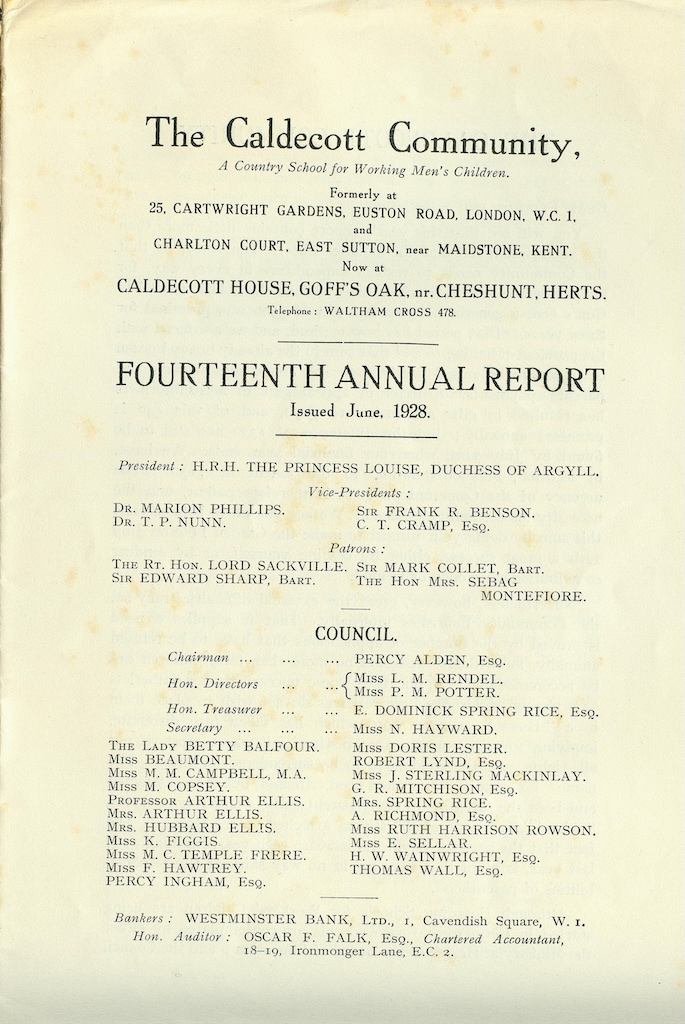 The Caldecott Community,
A Country School for Working Men's Children.
Formerly at
25, CARTWRIGHT GARDENS, EUSTON ROAD, LONDON, W.C. 1,
and
CHARLTON COURT, EAST SUTTON, near MAIDSTONE, KENT.
Now at
CALDECOTT HOUSE, GOFF'S OAK, nr. CHESHUNT, HERTS.
Telephone: WALTHAM CROSS 478.
FOURTEENTH ANNUAL REPORT
Issued June, 1928.
President: H.R.H. THE PRINCESS LOUISE, DUCHESS OF ARGYLL.
Vice-Presidents:
DR. MARION PHILLIPS. SIR FRANK R. BENSON.
DR. T. P. NUNN. C. T. CRAMP, ESQ.
Patrons:
THE RT. HON. LORD SACKVILLE. SIR MARK COLLET, BART.
SIR EDWARD SHARP, BART. THE HON MRS. SEBAG
MONTEFIORE.
COUNCIL.
Chairman ... ... ... PERCY ALDEN, ESQ.
Hon. Directors ... ... { MISS L. M. RENDEL.
MISS P. M. POTTER.
Hon. Treasurer ... ... E. DOMINICK SPRING RICE, ESQ.
Secretary ... ... ... MISS N. HAYWARD.
THE LADY BETTY BALFOUR. MISS DORIS LESTER.
MISS BEAUMONT. ROBERT LYND, ESQ.
MISS M. M. CAMPBELL, M.A. MISS J. STERLING MACKINLAY.
MISS M. COPSEY. G. R. MITCHISON, ESQ.
PROFESSOR ARTHUR ELLIS. MRS. SPRING RICE.
MRS. ARTHUR ELLIS. A. RICHMOND, ESQ.
MRS. HUBBARD ELLIS. MISS RUTH HARRISON ROWSON.
MISS K. FIGGIS. MISS E. SELLAR.
MISS M. C. TEMPLE FRERE. H. W. WAINWRIGHT, ESQ.
MISS F. HAWTREY. THOMAS WALL, ESQ.
PERCY INGHAM, ESQ.
Bankers: WESTMINSTER BANK, LTD., 1, Cavendish Square, W. 1.
Hon. Auditor: OSCAR F. FALK, ESQ., Chartered Accountant,
18–19, Ironmonger Lane, E.C. 2.